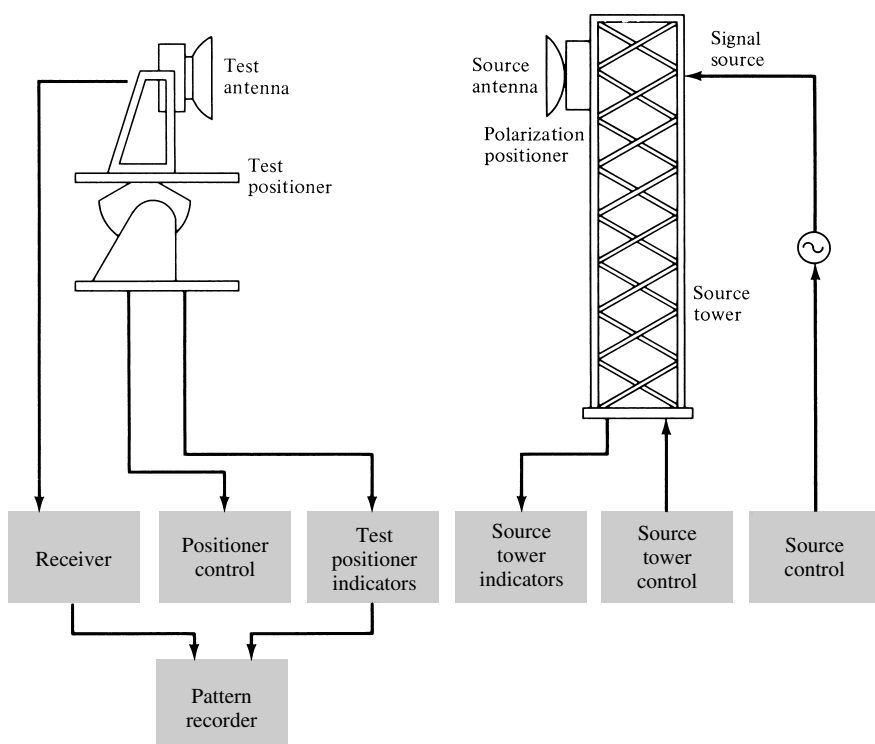 Test
antenna
Test
positioner
Source
antenna
Polarization
positioner
Signal
source
Source
tower
Receiver
Positioner
control
Test
positioner
indicators
Source
tower
indicators
Source
tower
control
Source
control
Pattern
recorder